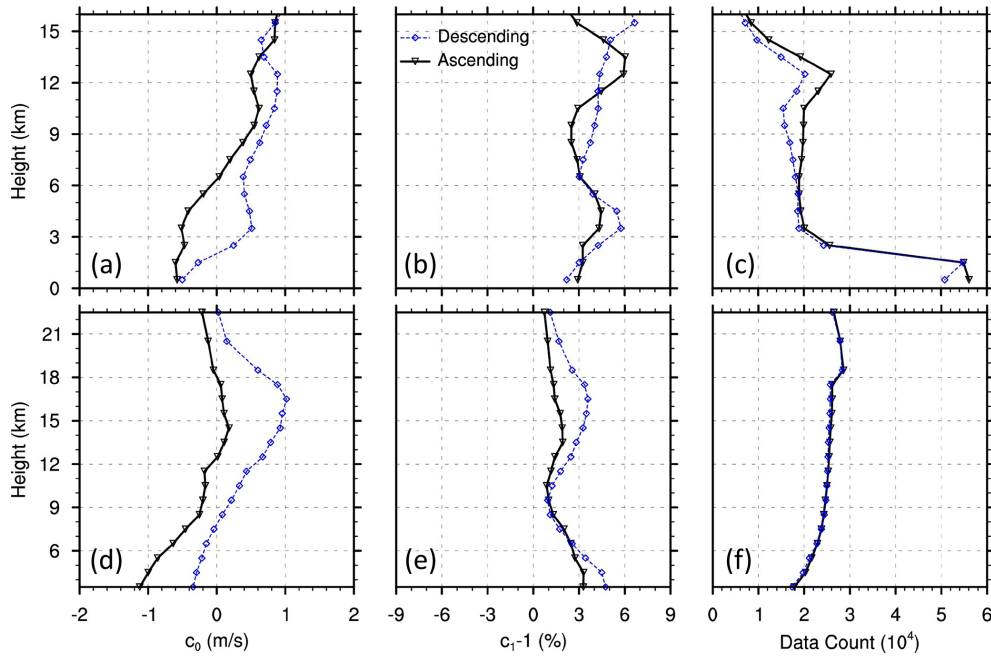 Height (km)
15
12
9
6
3
0
(a)
Descending
Ascending
(b)
(c)
Height (km)
21
18
15
12
9
6
(d)
(e)
(f)
-2 -1 0 1 2
-9 -9 -6 -3 0 3 6 9
0 1 2 3 4 5 6
c₀ (m/s)
c₁-1 (%)
Data Count (10⁴)